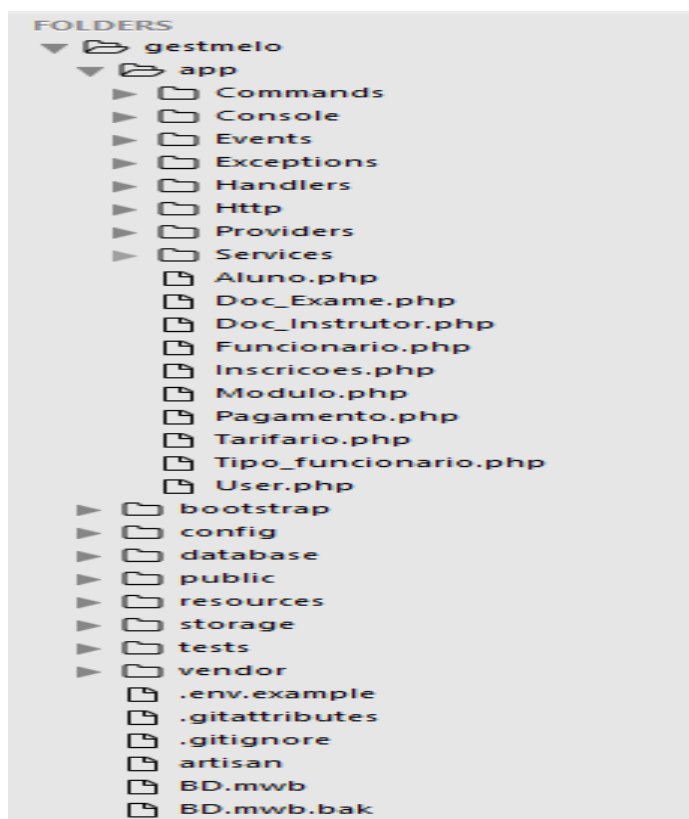 FOLDERS
gestmelo
app
Commands
Console
Events
Exceptions
Handlers
Http
Providers
Services
Aluno.php
Doc_Exame.php
Doc_Instrutor.php
Funcionario.php
Inscricoes.php
Modulo.php
Pagamento.php
Tarifario.php
Tipo_funcionario.php
User.php
bootstrap
config
database
public
resources
storage
tests
vendor
.env.example
.gitattributes
.gitignore
artisan
BD.mwb
BD.mwb.bak